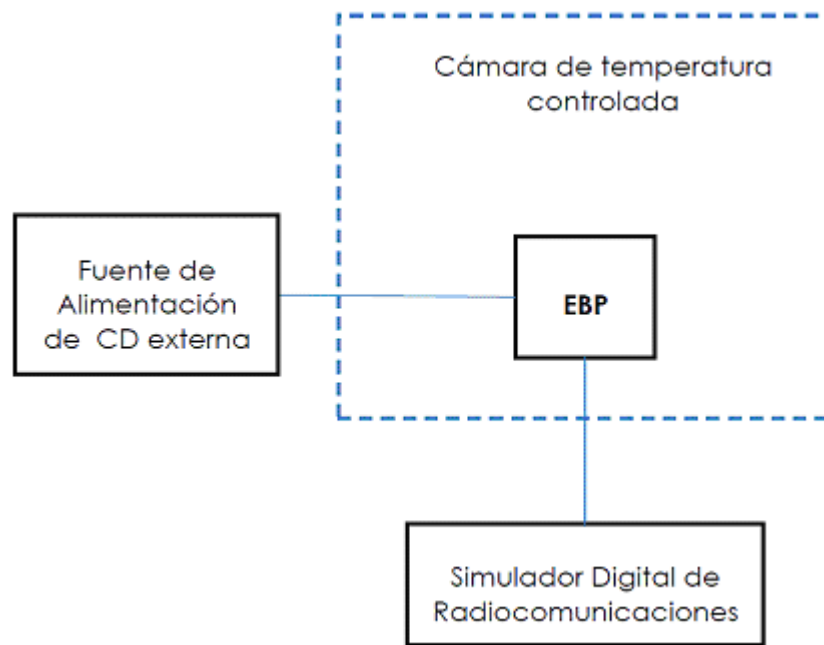 Cámara de temperatura
controlada
Fuente de
Alimentación
de CD externa
EBP
Simulador Digital de
Radiocomunicaciones